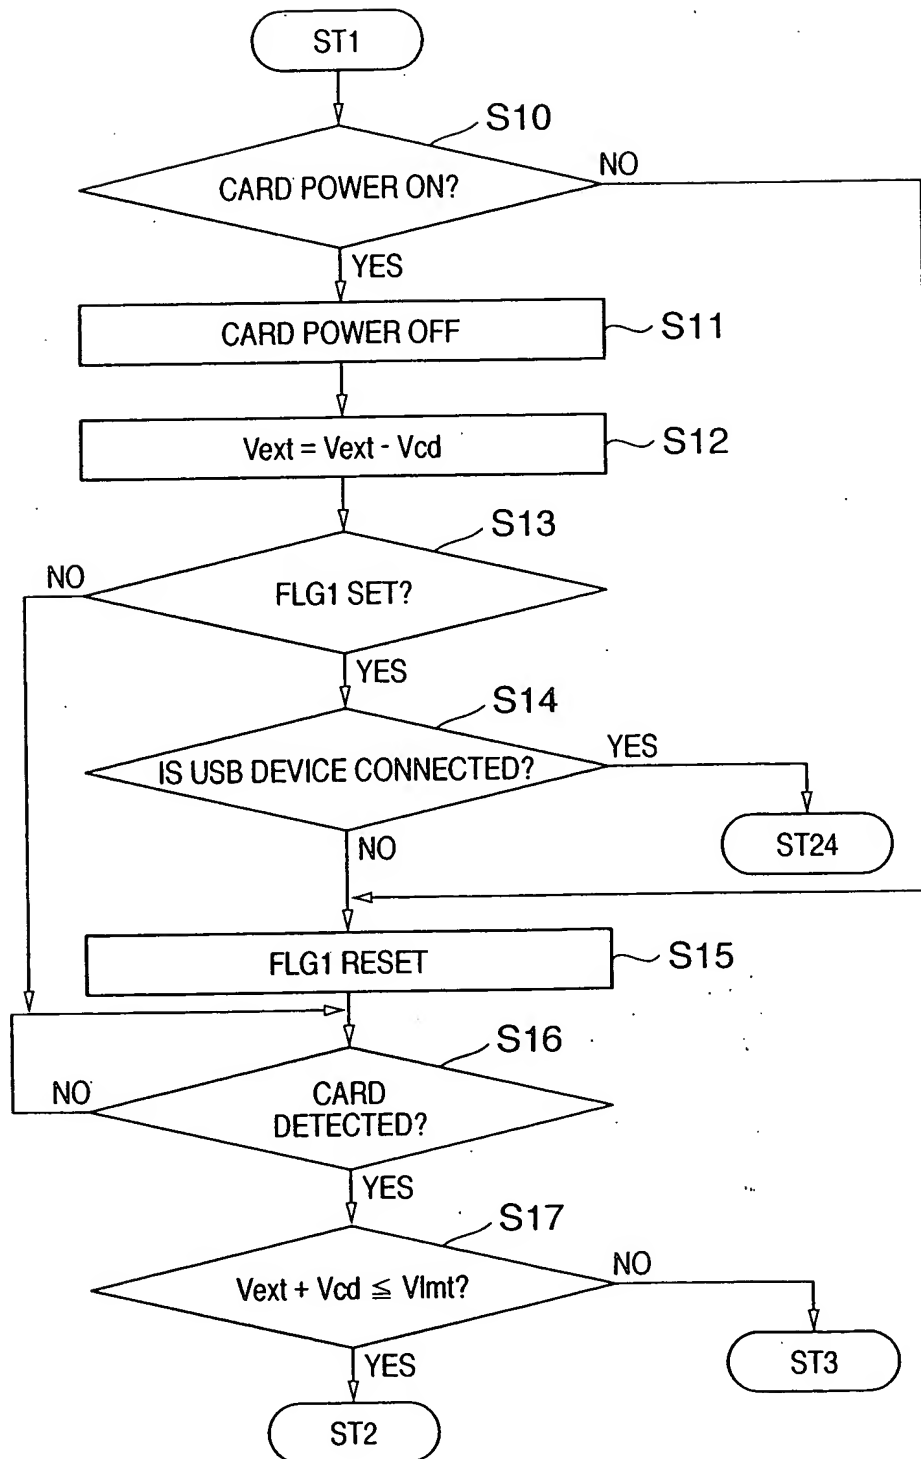 ST1
S10
CARD POWER ON?
NO
YES
CARD POWER OFF
S11
Vext = Vext - Vcd
S12
S13
FLG1 SET?
NO
YES
S14
IS USB DEVICE CONNECTED?
YES
ST24
NO
FLG1 RESET
S15
S16
CARD
DETECTED?
NO
YES
S17
Vext + Vcd ≦ Vlmt?
NO
ST3
YES
ST2